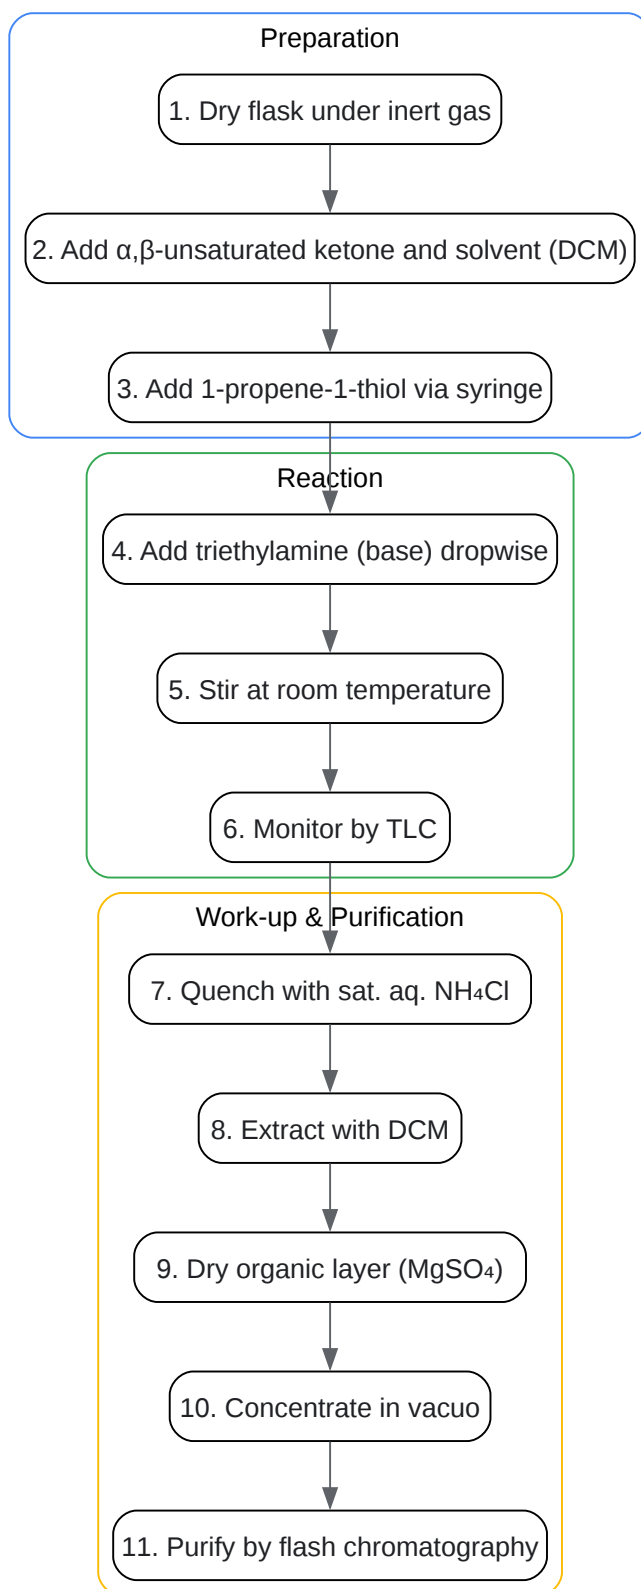 Preparation
1. Dry flask under inert gas
2. Add α,β-unsaturated ketone and solvent (DCM)
3. Add 1-propene-1-thiol via syringe
Reaction
4. Add triethylamine (base) dropwise
5. Stir at room temperature
6. Monitor by TLC
Work-up & Purification
7. Quench with sat. aq. NH₄Cl
8. Extract with DCM
9. Dry organic layer (MgSO₄)
10. Concentrate in vacuo
11. Purify by flash chromatography